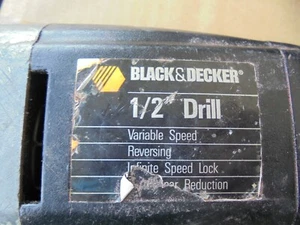 BLACK&DECKER®
1/2" Drill
Variable Speed
Reversing
Infinite Speed Lock
Reduction